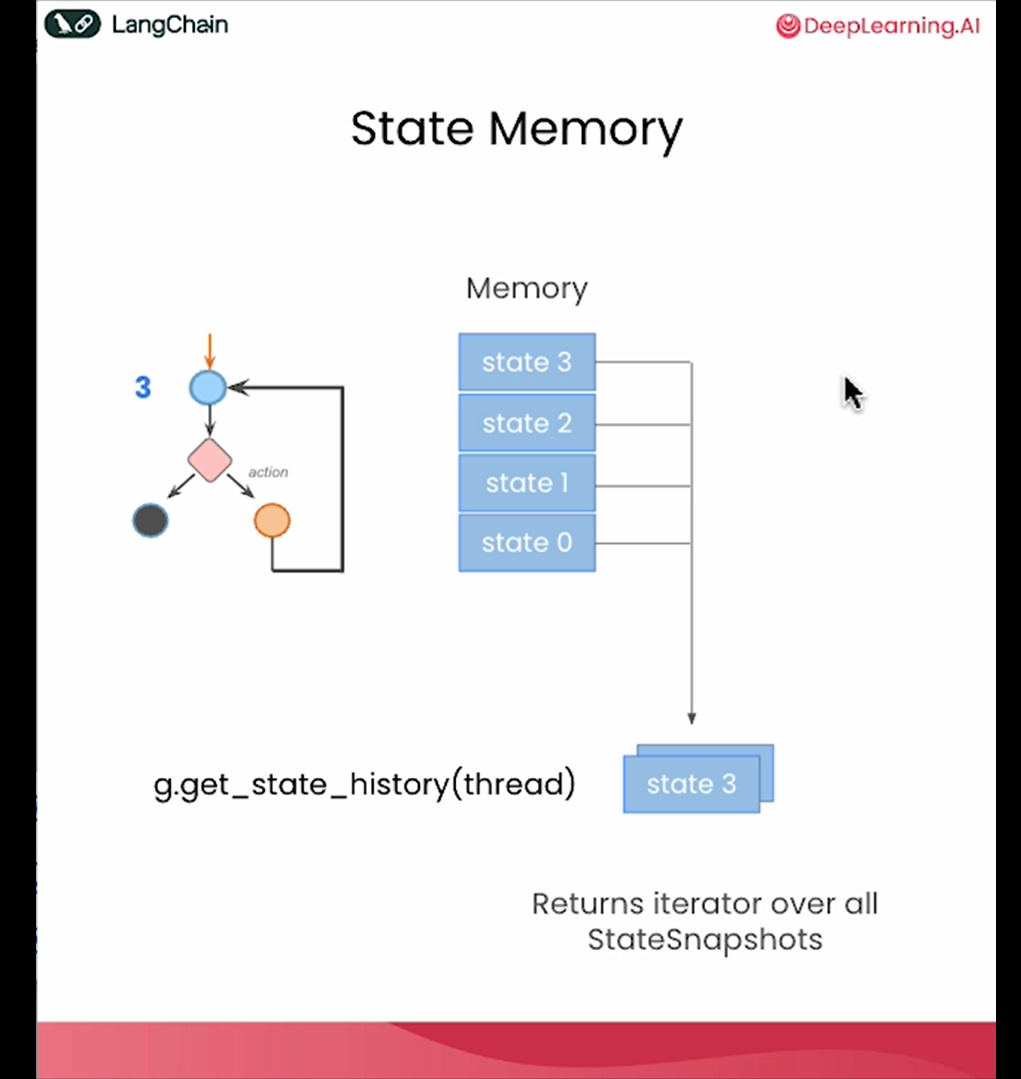 LangChain
DeepLearning.AI
State Memory
Memory
state 3
3
state 2
action
state 1
state 0
g.get_state_history(thread)
state 3
Returns iterator over all
StateSnapshots